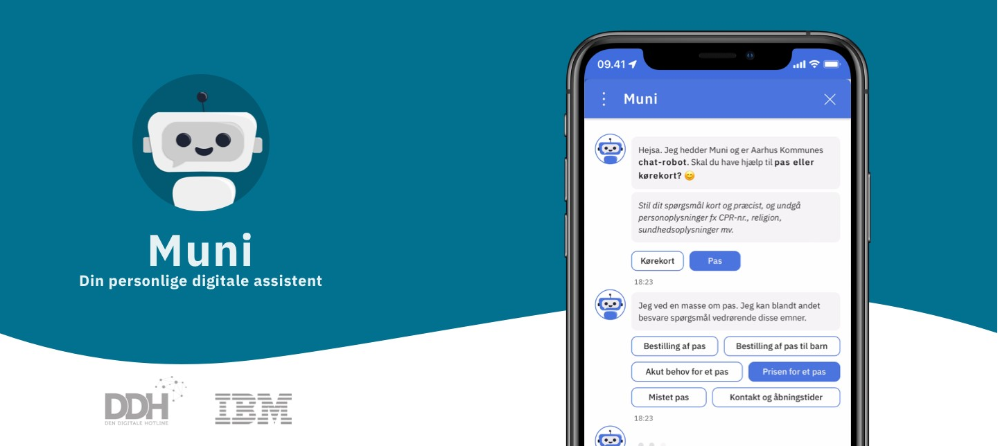 Muni
Din personlige digitale assistent
DDH
DEN DIGITALE HOTLINE
IBM
09.41
Muni
Hejsa. Jeg hedder Muni og er Aarhus Kommunes
chat-robot. Skal du have hjælp til pas eller
kørekort? 😊
Stil dit spørgsmål kort og præcist, og undgå
personoplysninger fx CPR-nr., religion,
sundhedsoplysninger mv.
Kørekort Pas
18:23
Jeg ved en masse om pas. Jeg kan blandt andet
besvare spørgsmål vedrørende disse emner.
Bestilling af pas Bestilling af pas til barn
Akut behov for et pas Prisen for et pas
Mistet pas Kontakt og åbningstider
18:23